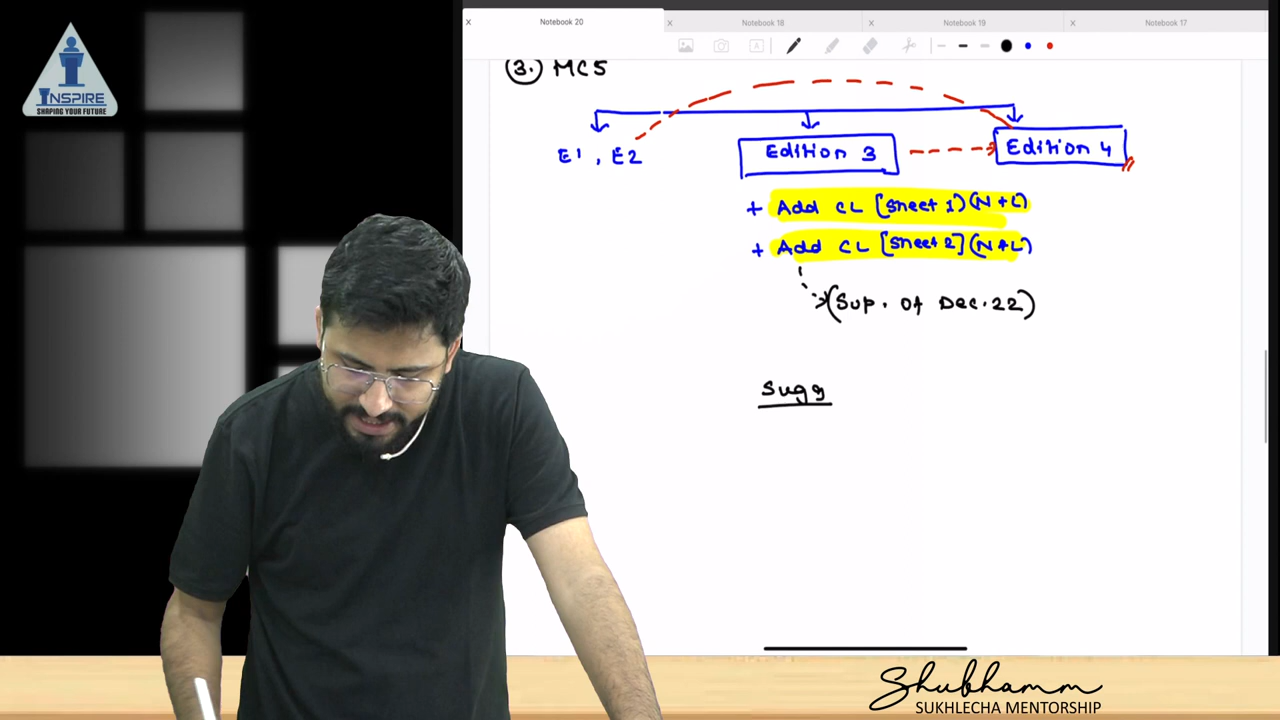 INSPIRE
SHAPING YOUR FUTURE
Notebook 20
Notebook 18
Notebook 19
Notebook 17
(3.) MCS
E1, E2
Edition 3
Edition 4
+ Add CL [Sheet 1] (N+L)
+ Add CL [Sheet 2] (N+L)
(Sup. of Dec.22)
Sugg
Shubhamm
SUKHLECHA MENTORSHIP